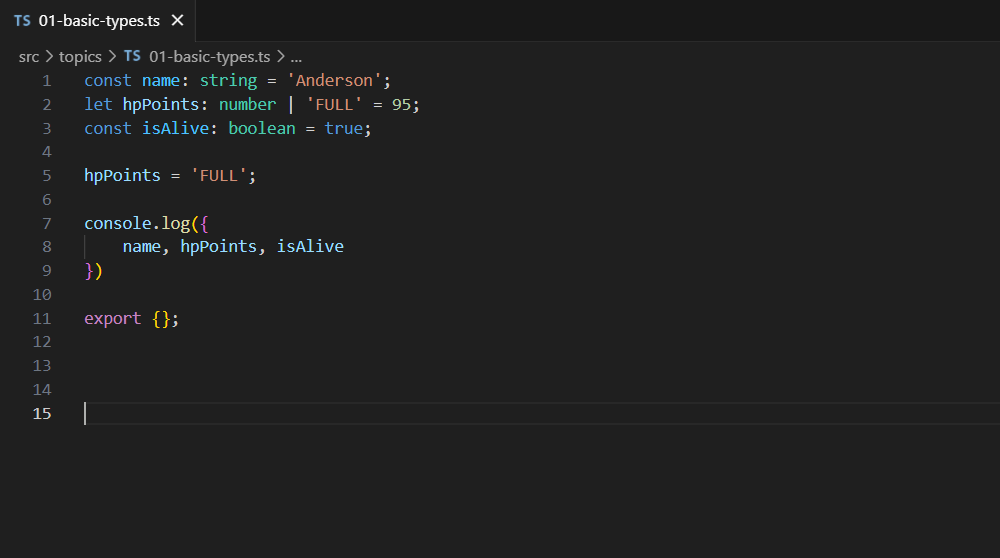 TS 01-basic-types.ts ×
src > topics > TS 01-basic-types.ts > ...
1 const name: string = 'Anderson';
2 let hpPoints: number | 'FULL' = 95;
3 const isAlive: boolean = true;
4
5 hpPoints = 'FULL';
6
7 console.log({
8     name, hpPoints, isAlive
9 })
10
11 export {};
12
13
14
15